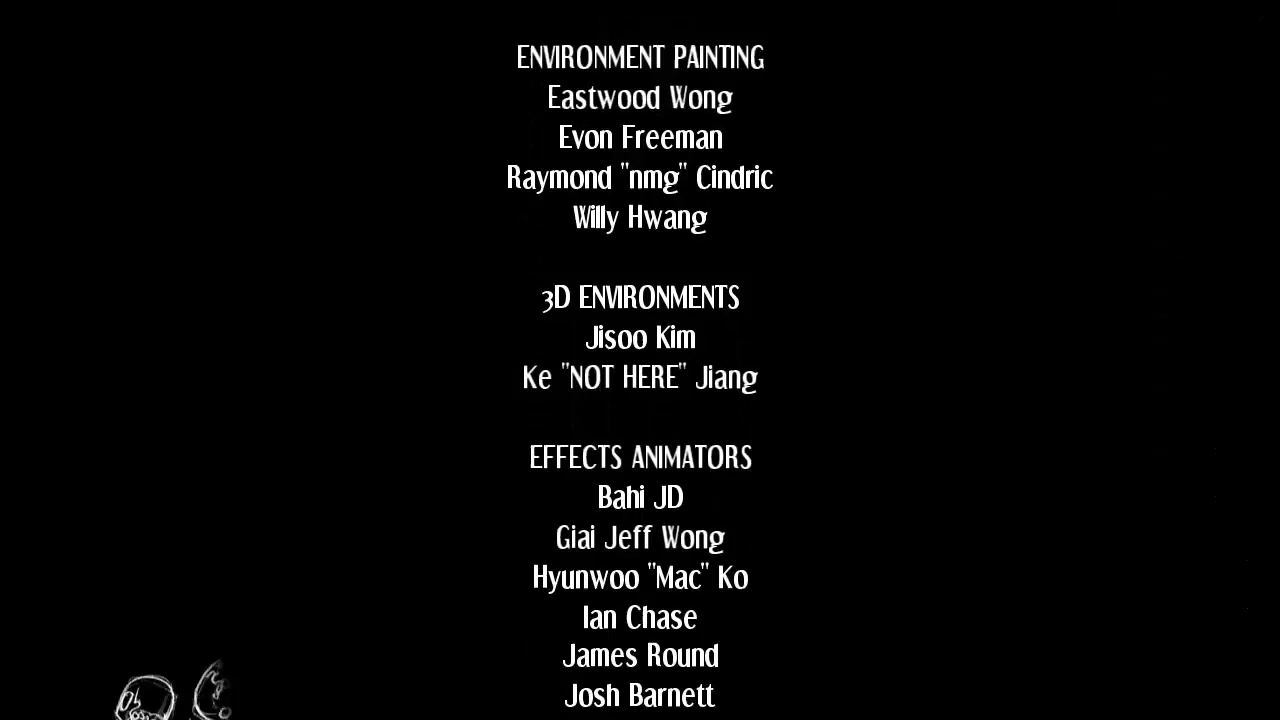 ENVIRONMENT PAINTING
Eastwood Wong
Evon Freeman
Raymond "nmg" Cindric
Willy Hwang
3D ENVIRONMENTS
Jisoo Kim
Ke "NOT HERE" Jiang
EFFECTS ANIMATORS
Bahi JD
Giai Jeff Wong
Hyunwoo "Mac" Ko
Ian Chase
James Round
Josh Barnett